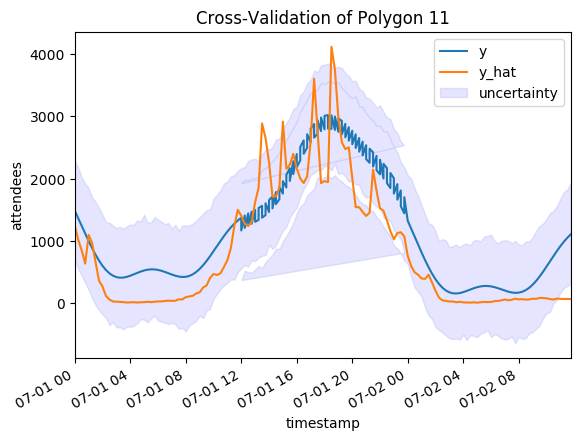 Cross-Validation of Polygon 11
y
y_hat
uncertainty
attendees
4000
3000
2000
1000
0
07-01 00
07-01 04
07-01 08
07-01 12
07-01 16
07-01 20
07-02 00
07-02 04
07-02 08
timestamp